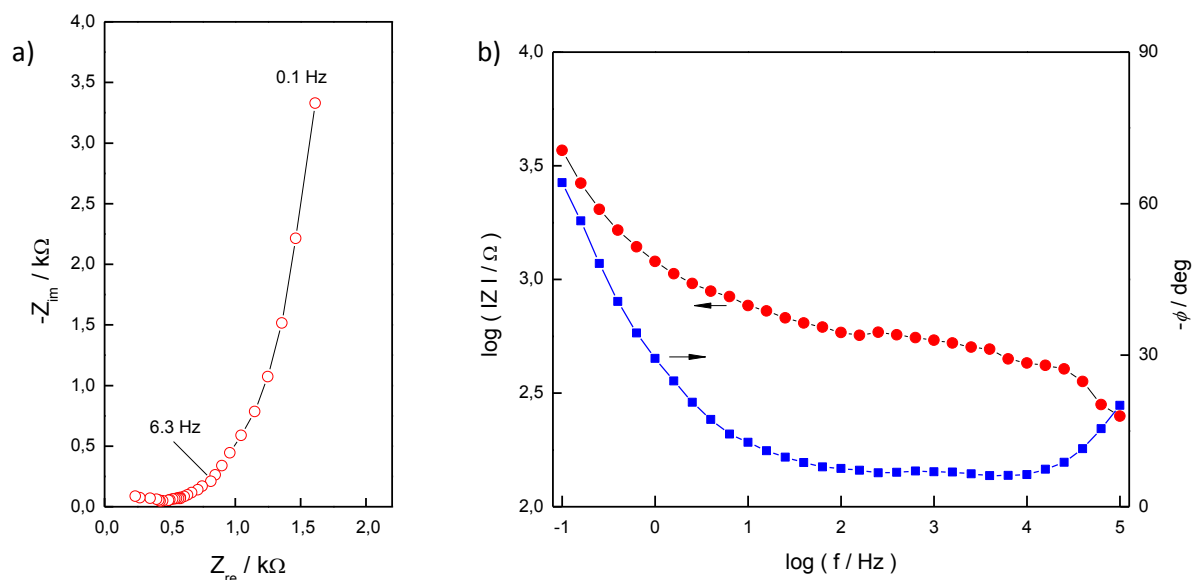 a)
4,0
3,5
3,0
2,5
2,0
1,5
1,0
0,5
0,0
-Z_im / kΩ
0.1 Hz
6.3 Hz
0,0 0,5 1,0 1,5 2,0
Z_re / kΩ
b)
4,0
3,5
3,0
2,5
2,0
log ( IZ I / Ω )
90
60
30
0
-ϕ / deg
-1 0 1 2 3 4 5
log ( f / Hz )